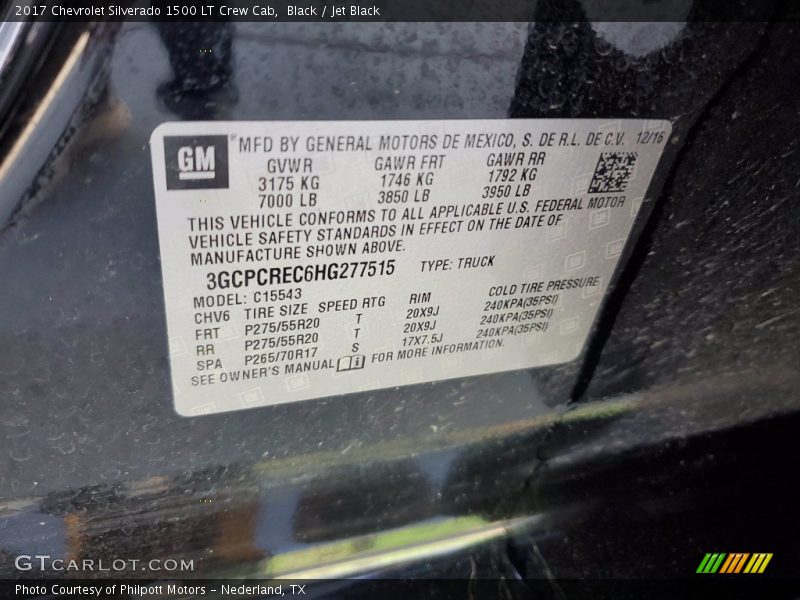 2017 Chevrolet Silverado 1500 LT Crew Cab, Black / Jet Black
GM
MFD BY GENERAL MOTORS DE MEXICO, S. DE R.L. DE C.V. 12/16
GVWR GAWR FRT GAWR RR
3175 KG 1746 KG 1792 KG
7000 LB 3850 LB 3950 LB
THIS VEHICLE CONFORMS TO ALL APPLICABLE U.S. FEDERAL MOTOR
VEHICLE SAFETY STANDARDS IN EFFECT ON THE DATE OF
MANUFACTURE SHOWN ABOVE.
3GCPCREC6HG277515 TYPE: TRUCK
MODEL: C15543
CHV6 TIRE SIZE SPEED RTG RIM COLD TIRE PRESSURE
FRT P275/55R20 T 20X9J 240KPA(35PSI)
RR P275/55R20 T 20X9J 240KPA(35PSI)
SPA P265/70R17 S 17X7.5J 240KPA(35PSI)
SEE OWNER'S MANUAL FOR MORE INFORMATION.
GTCARLOT.COM
Photo Courtesy of Philpott Motors - Nederland, TX